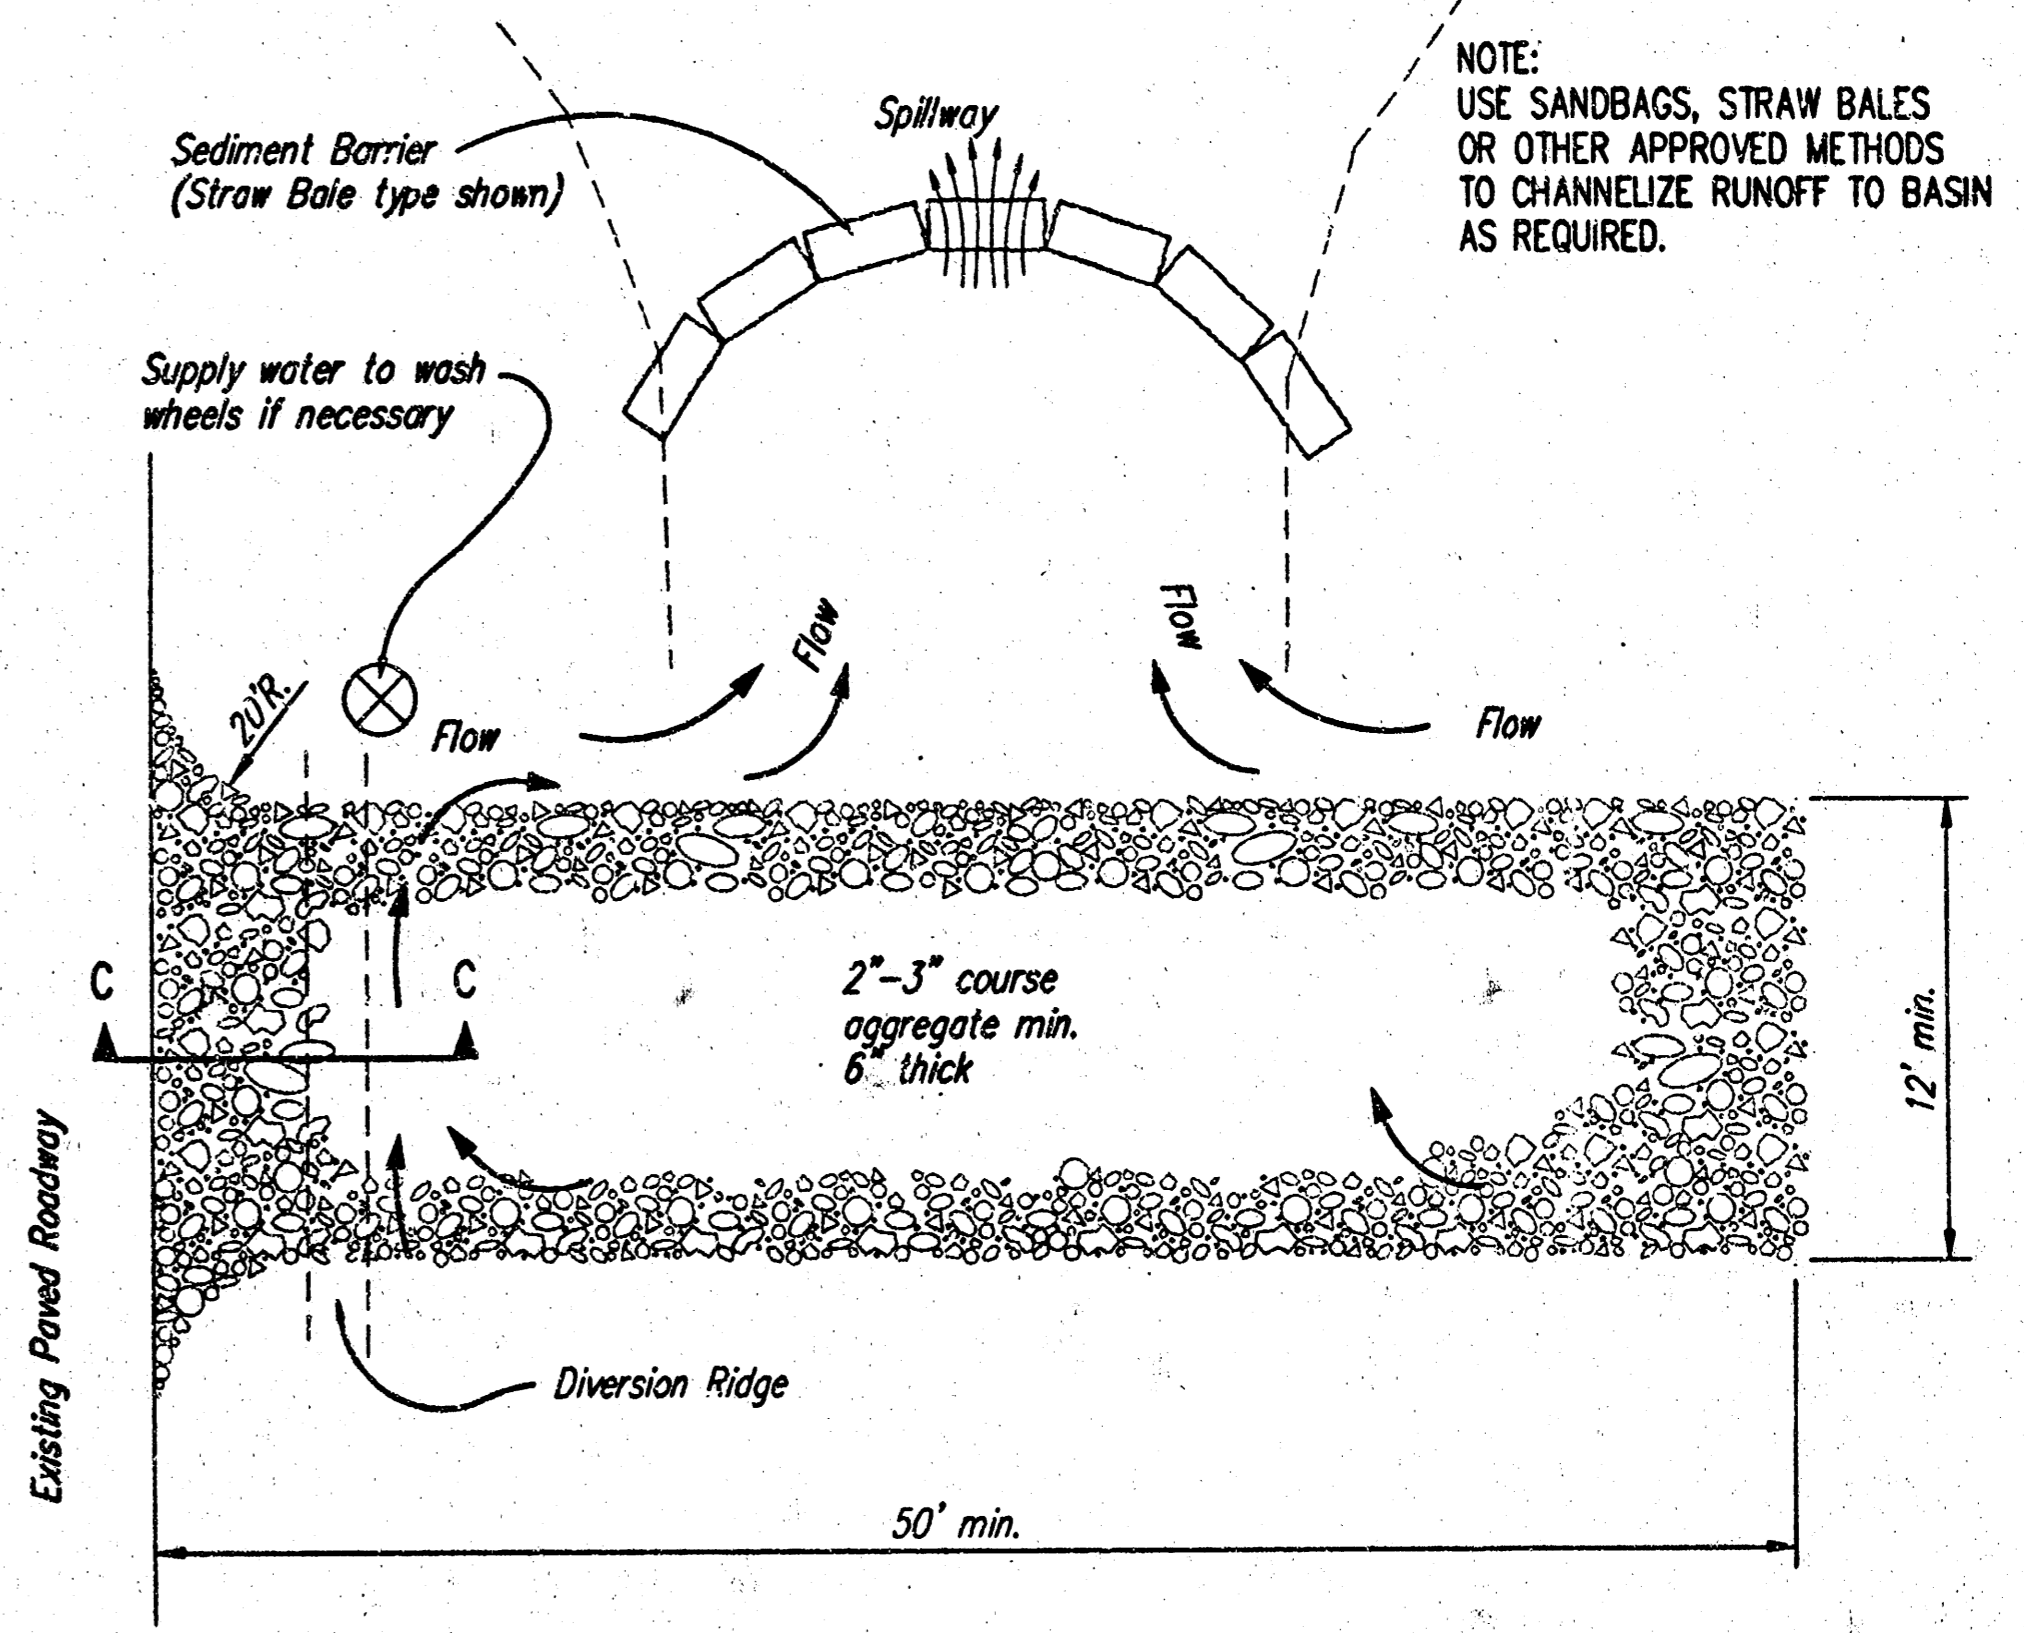 NOTE:
USE SANDBAGS, STRAW BALES
OR OTHER APPROVED METHODS
TO CHANNELIZE RUNOFF TO BASIN
AS REQUIRED.
Spillway
Sediment Barrier
(Straw Bale type shown)
Supply water to wash
wheels if necessary
20'R.
Flow
Flow
Flow
Flow
C
C
2"-3" course
aggregate min.
6" thick
12' min.
Existing Paved Roadway
Diversion Ridge
50' min.